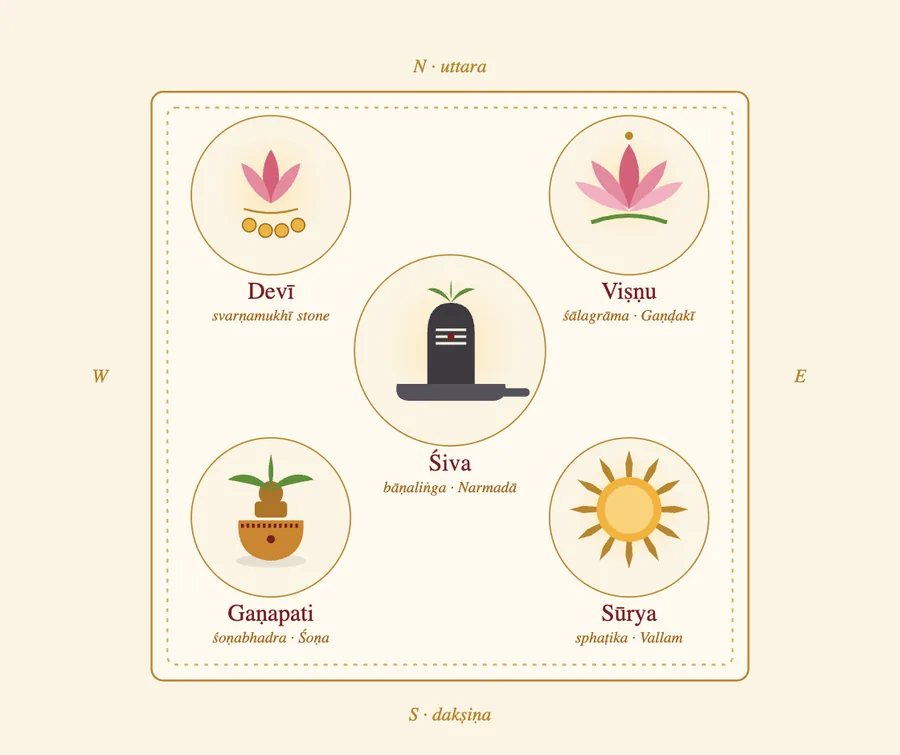 N · uttara
Devī
svarṇamukhī stone
Viṣṇu
śālagrāma · Gaṇḍakī
W
E
Śiva
bāṇaliṅga · Narmadā
Gaṇapati
śoṇabhadra · Śoṇa
Sūrya
sphaṭika · Vallam
S · dakṣiṇa